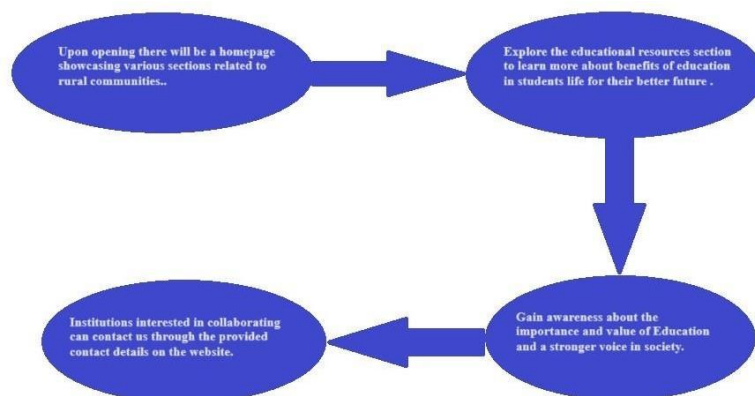 Upon opening there will be a homepage
showcasing various sections related to
rural communities..
Explore the educational resources section
to learn more about benefits of education
in students life for their better future .
Gain awareness about the
importance and value of Education
and a stronger voice in society.
Institutions interested in collaborating
can contact us through the provided
contact details on the website.